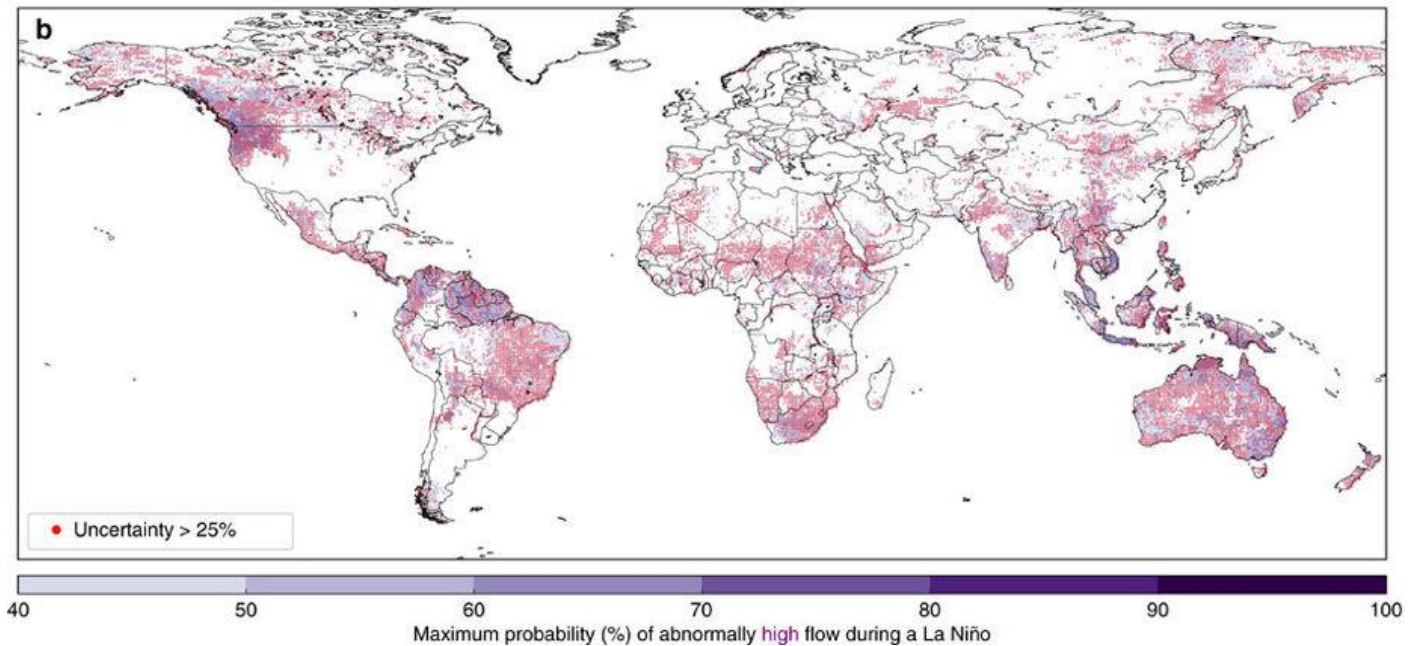 b
Uncertainty > 25%
40 50 60 70 80 90 100
Maximum probability (%) of abnormally high flow during a La Niño